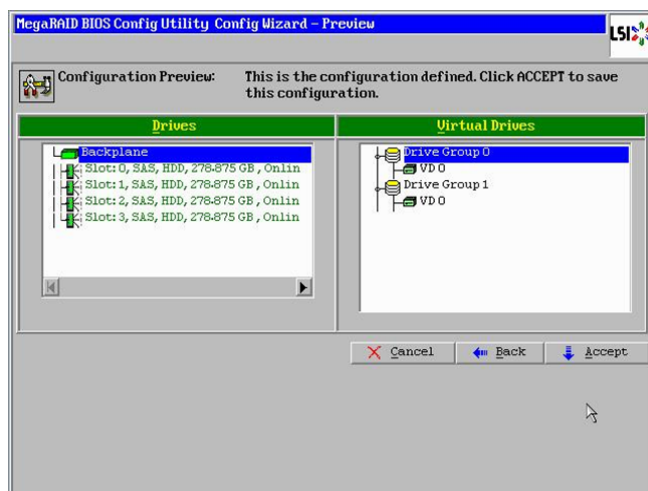 MegaRAID BIOS Config Utility Config Wizard – Preview
LSI
Configuration Preview:
This is the configuration defined. Click ACCEPT to save
this configuration.
Drives
Virtual Drives
Backplane
Slot: 0, SAS, HDD, 278.875 GB , Onlin
Slot: 1, SAS, HDD, 278.875 GB , Onlin
Slot: 2, SAS, HDD, 278.875 GB , Onlin
Slot: 3, SAS, HDD, 278.875 GB , Onlin
Drive Group 0
VD 0
Drive Group 1
VD 0
Cancel
Back
Accept